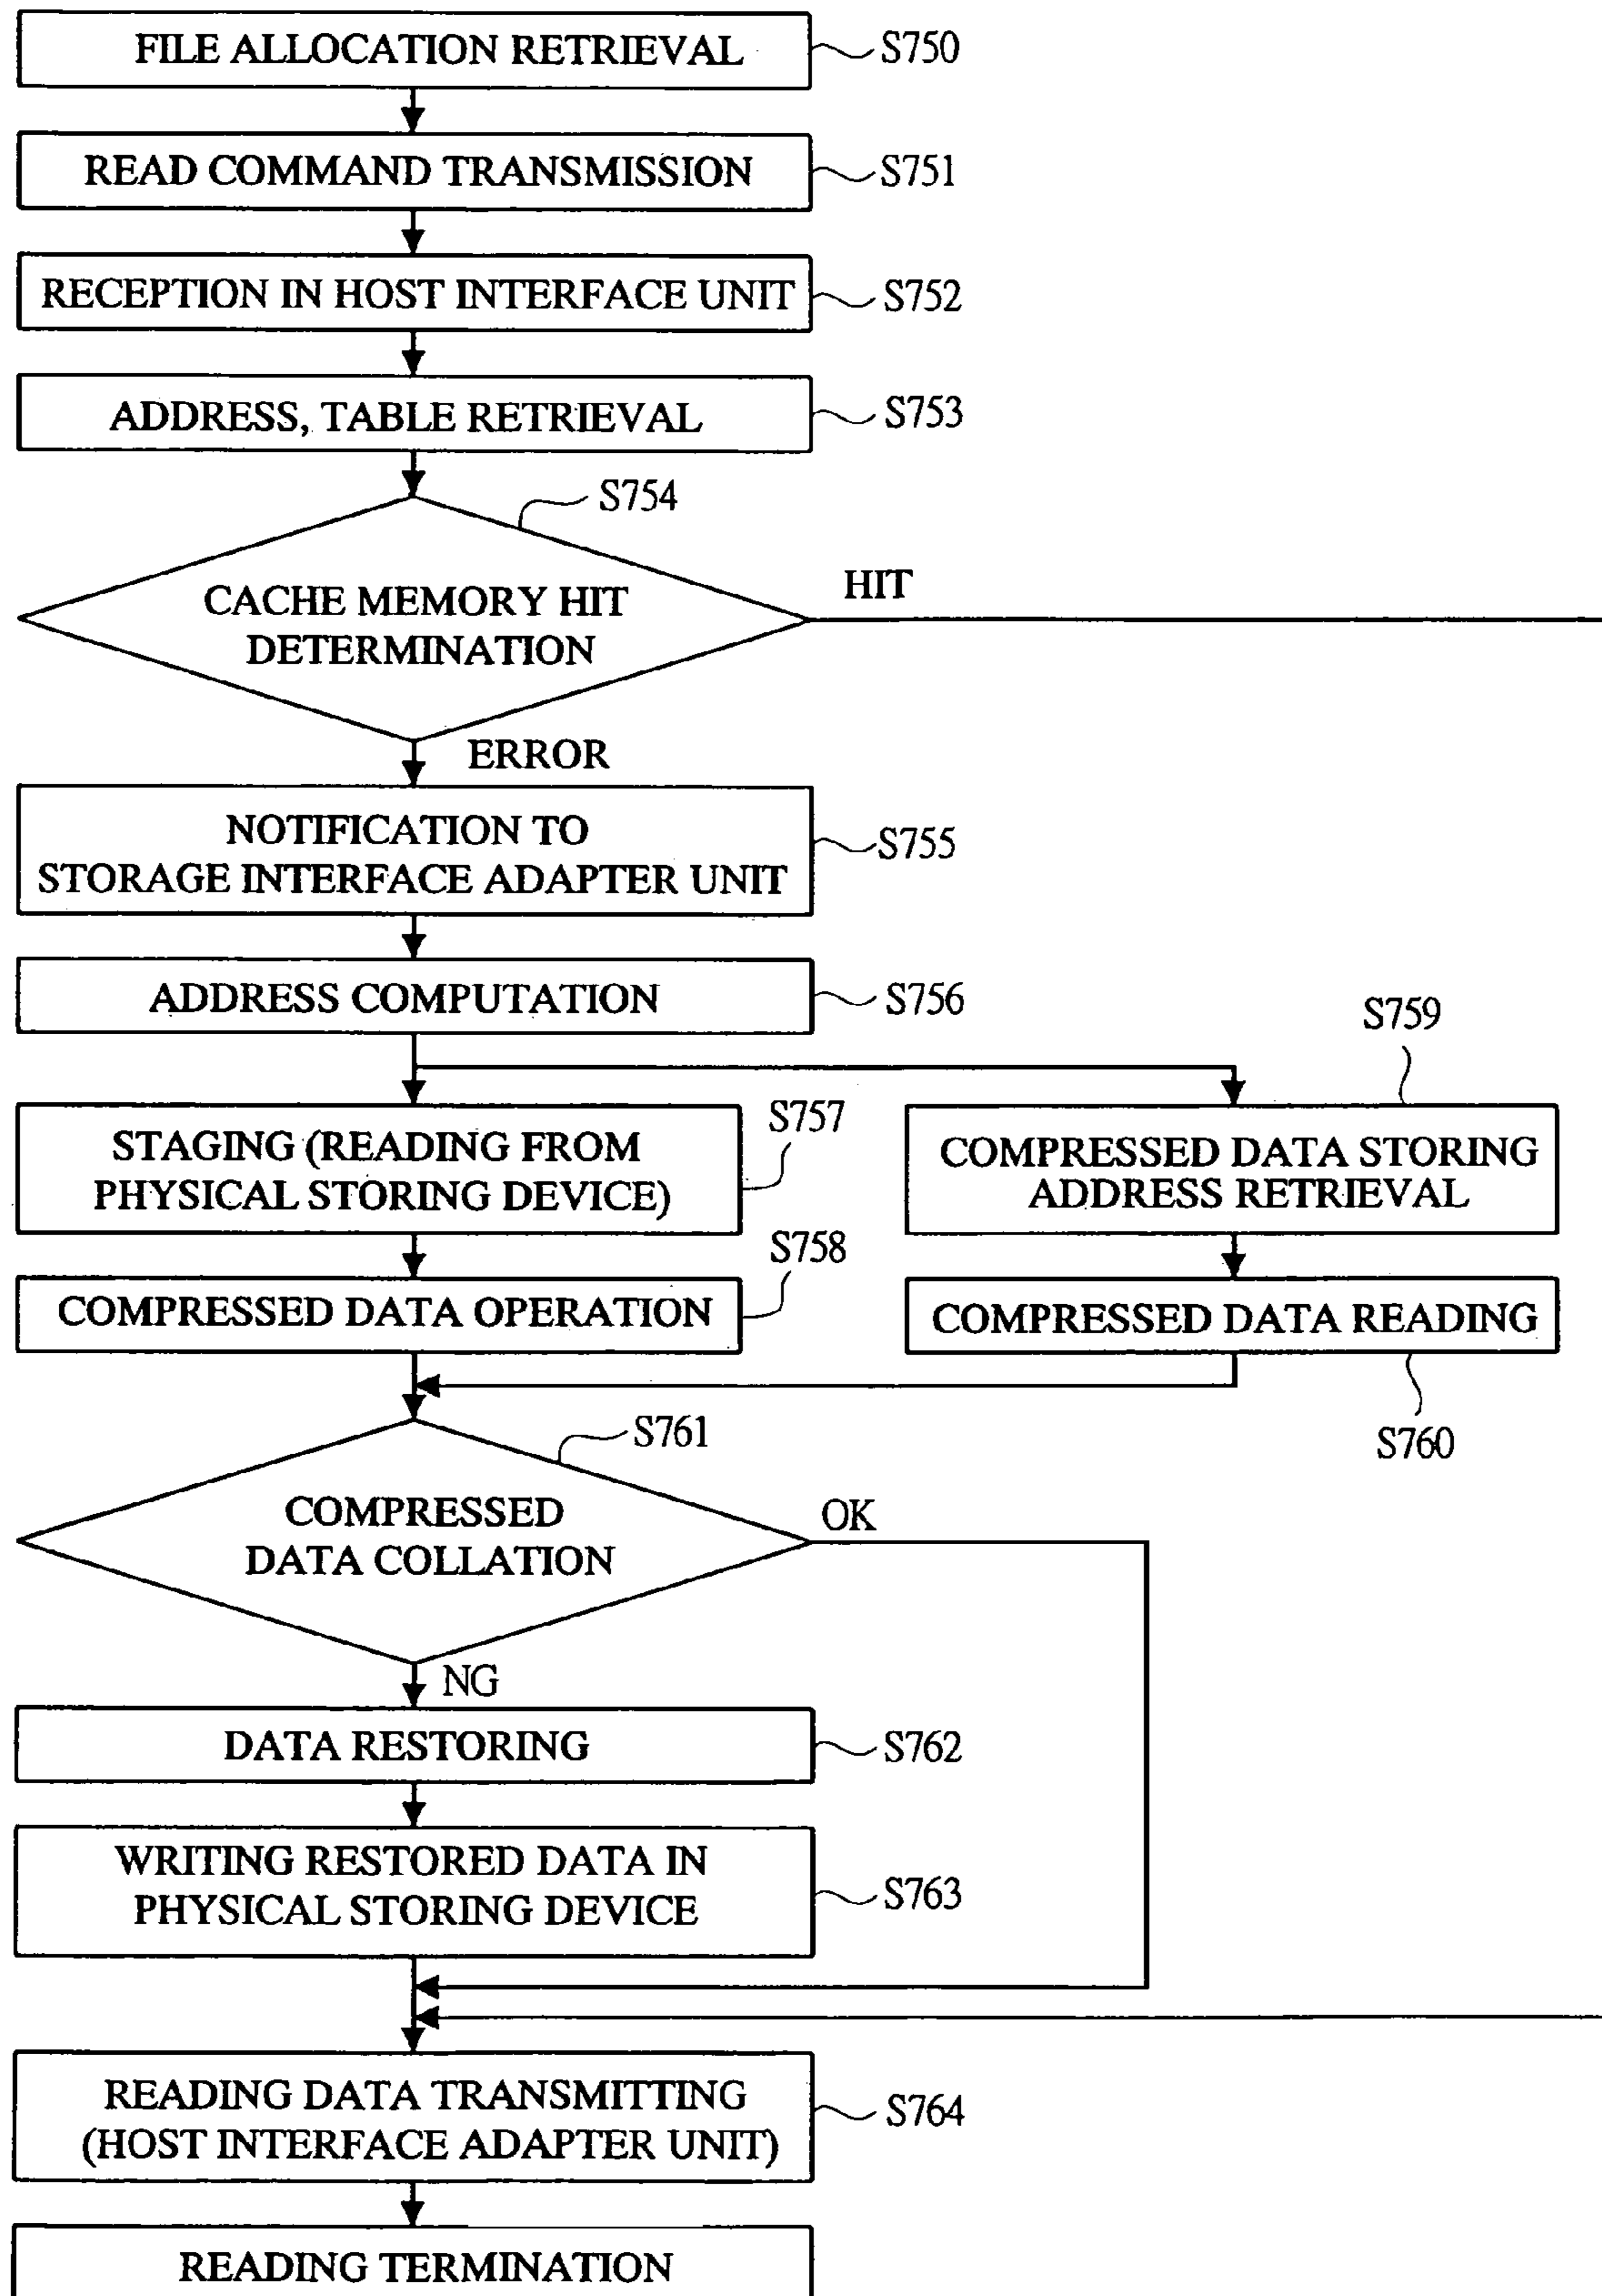 FILE ALLOCATION RETRIEVAL
S750
READ COMMAND TRANSMISSION
S751
RECEPTION IN HOST INTERFACE UNIT
S752
ADDRESS, TABLE RETRIEVAL
S753
S754
CACHE MEMORY HIT
DETERMINATION
HIT
ERROR
NOTIFICATION TO
STORAGE INTERFACE ADAPTER UNIT
S755
ADDRESS COMPUTATION
S756
S759
STAGING (READING FROM
PHYSICAL STORING DEVICE)
S757
COMPRESSED DATA STORING
ADDRESS RETRIEVAL
S758
COMPRESSED DATA OPERATION
COMPRESSED DATA READING
S760
S761
COMPRESSED
DATA COLLATION
OK
NG
DATA RESTORING
S762
WRITING RESTORED DATA IN
PHYSICAL STORING DEVICE
S763
READING DATA TRANSMITTING
(HOST INTERFACE ADAPTER UNIT)
S764
READING TERMINATION